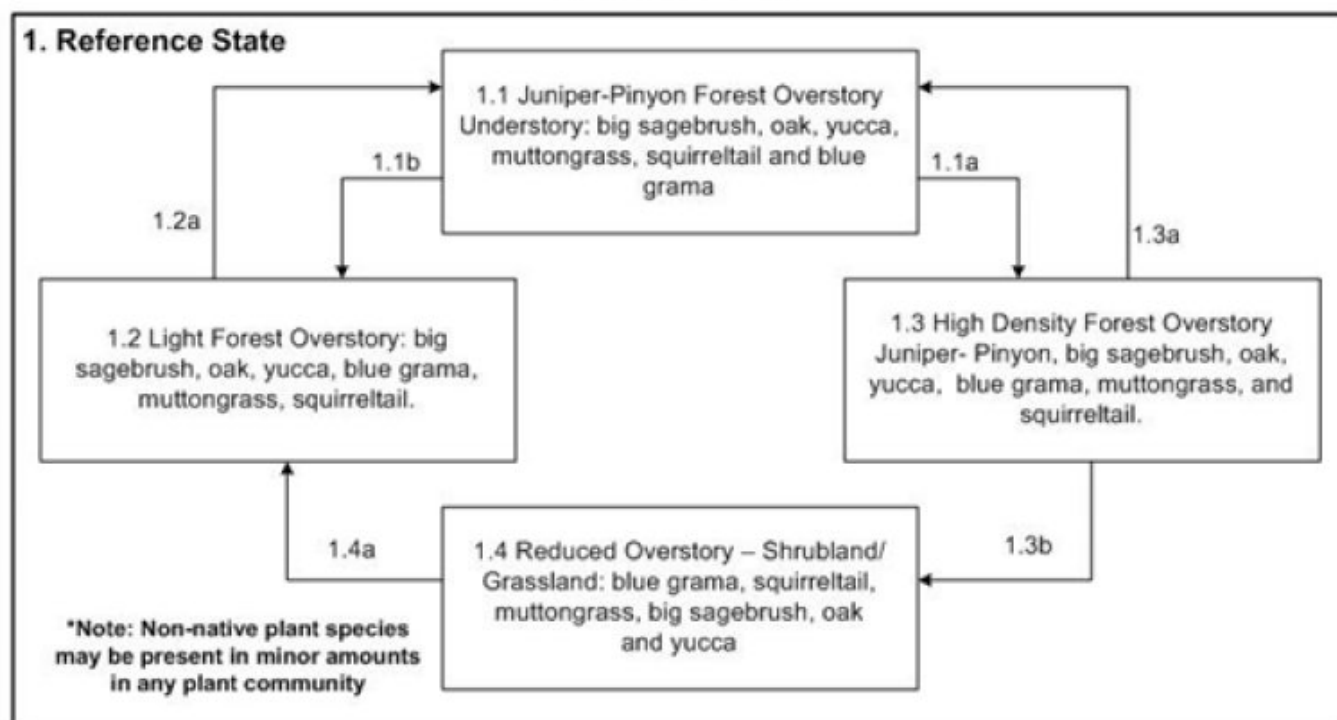 1. Reference State
1.1 Juniper-Pinyon Forest Overstory
Understory: big sagebrush, oak, yucca,
muttongrass, squirreltail and blue
grama
1.1b
1.1a
1.2a
1.3a
1.2 Light Forest Overstory: big
sagebrush, oak, yucca, blue grama,
muttongrass, squirreltail.
1.3 High Density Forest Overstory
Juniper- Pinyon, big sagebrush, oak,
yucca, blue grama, muttongrass, and
squirreltail.
1.4a
1.3b
1.4 Reduced Overstory – Shrubland/
Grassland: blue grama, squirreltail,
muttongrass, big sagebrush, oak
and yucca
*Note: Non-native plant species
may be present in minor amounts
in any plant community